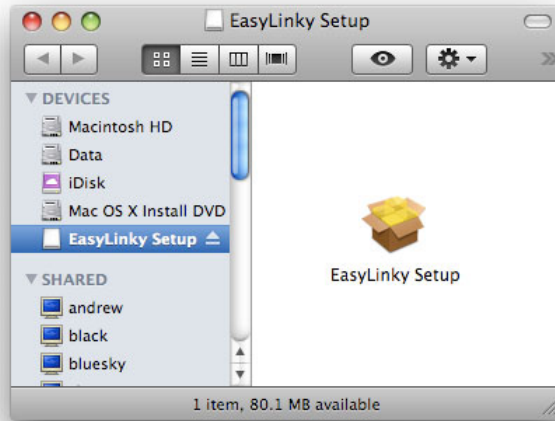 EasyLinky Setup
DEVICES
Macintosh HD
Data
iDisk
Mac OS X Install DVD
EasyLinky Setup
SHARED
andrew
black
bluesky
EasyLinky Setup
1 item, 80.1 MB available